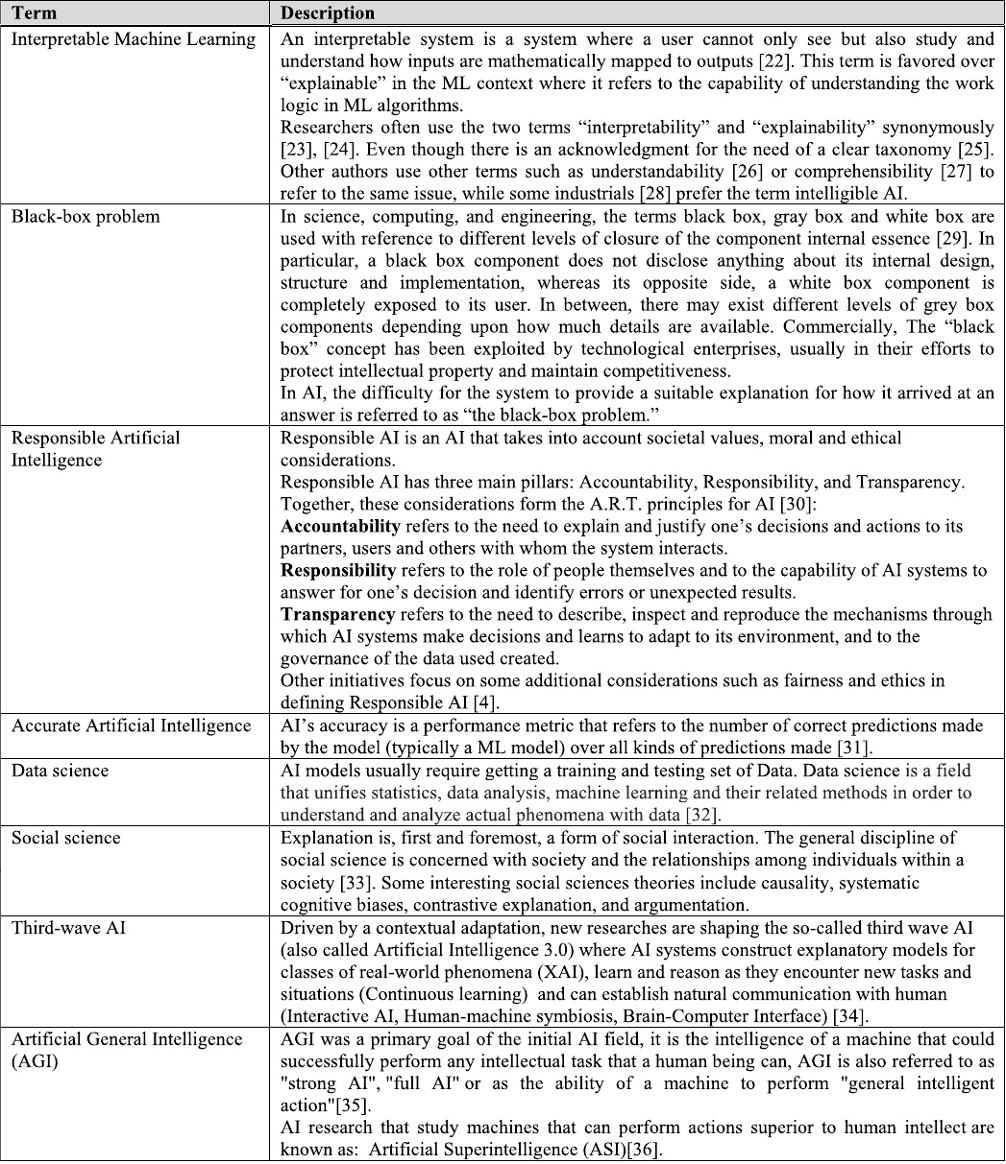 Term
Description
Interpretable Machine Learning
An interpretable system is a system where a user cannot only see but also study and
understand how inputs are mathematically mapped to outputs [22]. This term is favored over
“explainable” in the ML context where it refers to the capability of understanding the work
logic in ML algorithms.
Researchers often use the two terms “interpretability” and “explainability” synonymously
[23], [24]. Even though there is an acknowledgment for the need of a clear taxonomy [25].
Other authors use other terms such as understandability [26] or comprehensibility [27] to
refer to the same issue, while some industrials [28] prefer the term intelligible AI.
Black-box problem
In science, computing, and engineering, the terms black box, gray box and white box are
used with reference to different levels of closure of the component internal essence [29]. In
particular, a black box component does not disclose anything about its internal design,
structure and implementation, whereas its opposite side, a white box component is
completely exposed to its user. In between, there may exist different levels of grey box
components depending upon how much details are available. Commercially, The “black
box” concept has been exploited by technological enterprises, usually in their efforts to
protect intellectual property and maintain competitiveness.
In AI, the difficulty for the system to provide a suitable explanation for how it arrived at an
answer is referred to as “the black-box problem.”
Responsible Artificial
Intelligence
Responsible AI is an AI that takes into account societal values, moral and ethical
considerations.
Responsible AI has three main pillars: Accountability, Responsibility, and Transparency.
Together, these considerations form the A.R.T. principles for AI [30]:
Accountability refers to the need to explain and justify one’s decisions and actions to its
partners, users and others with whom the system interacts.
Responsibility refers to the role of people themselves and to the capability of AI systems to
answer for one’s decision and identify errors or unexpected results.
Transparency refers to the need to describe, inspect and reproduce the mechanisms through
which AI systems make decisions and learns to adapt to its environment, and to the
governance of the data used created.
Other initiatives focus on some additional considerations such as fairness and ethics in
defining Responsible AI [4].
Accurate Artificial Intelligence
AI’s accuracy is a performance metric that refers to the number of correct predictions made
by the model (typically a ML model) over all kinds of predictions made [31].
Data science
AI models usually require getting a training and testing set of Data. Data science is a field
that unifies statistics, data analysis, machine learning and their related methods in order to
understand and analyze actual phenomena with data [32].
Social science
Explanation is, first and foremost, a form of social interaction. The general discipline of
social science is concerned with society and the relationships among individuals within a
society [33]. Some interesting social sciences theories include causality, systematic
cognitive biases, contrastive explanation, and argumentation.
Third-wave AI
Driven by a contextual adaptation, new researches are shaping the so-called third wave AI
(also called Artificial Intelligence 3.0) where AI systems construct explanatory models for
classes of real-world phenomena (XAI), learn and reason as they encounter new tasks and
situations (Continuous learning) and can establish natural communication with human
(Interactive AI, Human-machine symbiosis, Brain-Computer Interface) [34].
Artificial General Intelligence
(AGI)
AGI was a primary goal of the initial AI field, it is the intelligence of a machine that could
successfully perform any intellectual task that a human being can, AGI is also referred to as
"strong AI", "full AI" or as the ability of a machine to perform "general intelligent
action"[35].
AI research that study machines that can perform actions superior to human intellect are
known as: Artificial Superintelligence (ASI)[36].